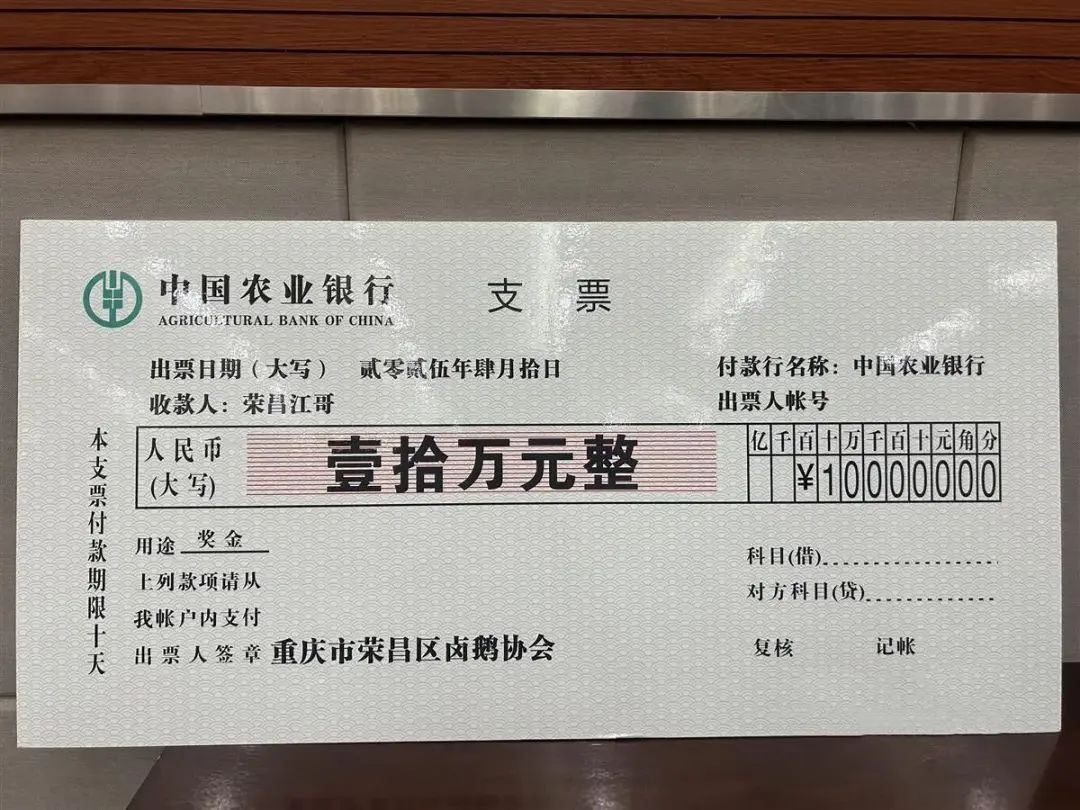 中国农业银行
AGRICULTURAL BANK OF CHINA
支 票
出票日期（大写） 贰零贰伍年肆月拾日
付款行名称：中国农业银行
收款人：荣昌江哥
出票人帐号
本支票付款期限十天
人民币
(大写)
壹拾万元整
亿千百十万千百十元角分
¥10000000
用途 奖金
科目(借)
上列款项请从
对方科目(贷)
我帐户内支付
出票人签章 重庆市荣昌区卤鹅协会
复核 记帐